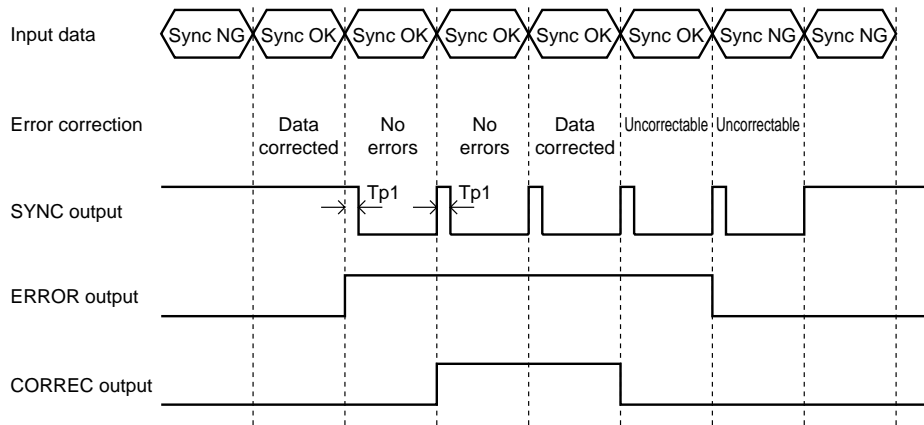 Input data
Sync NG Sync OK Sync OK Sync OK Sync OK Sync OK Sync NG Sync NG
Error correction
Data corrected No errors No errors Data corrected Uncorrectable Uncorrectable
Tp1 Tp1
SYNC output
ERROR output
CORREC output